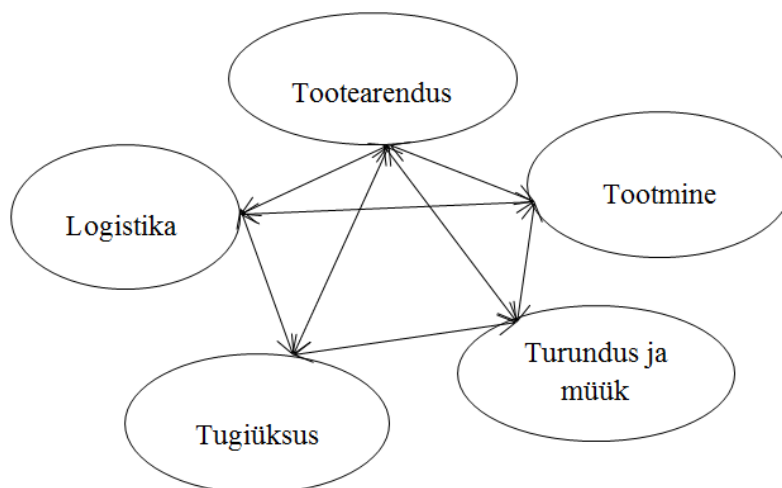 Tootearendus
Tootmine
Logistika
Turundus ja
müük
Tugiüksus